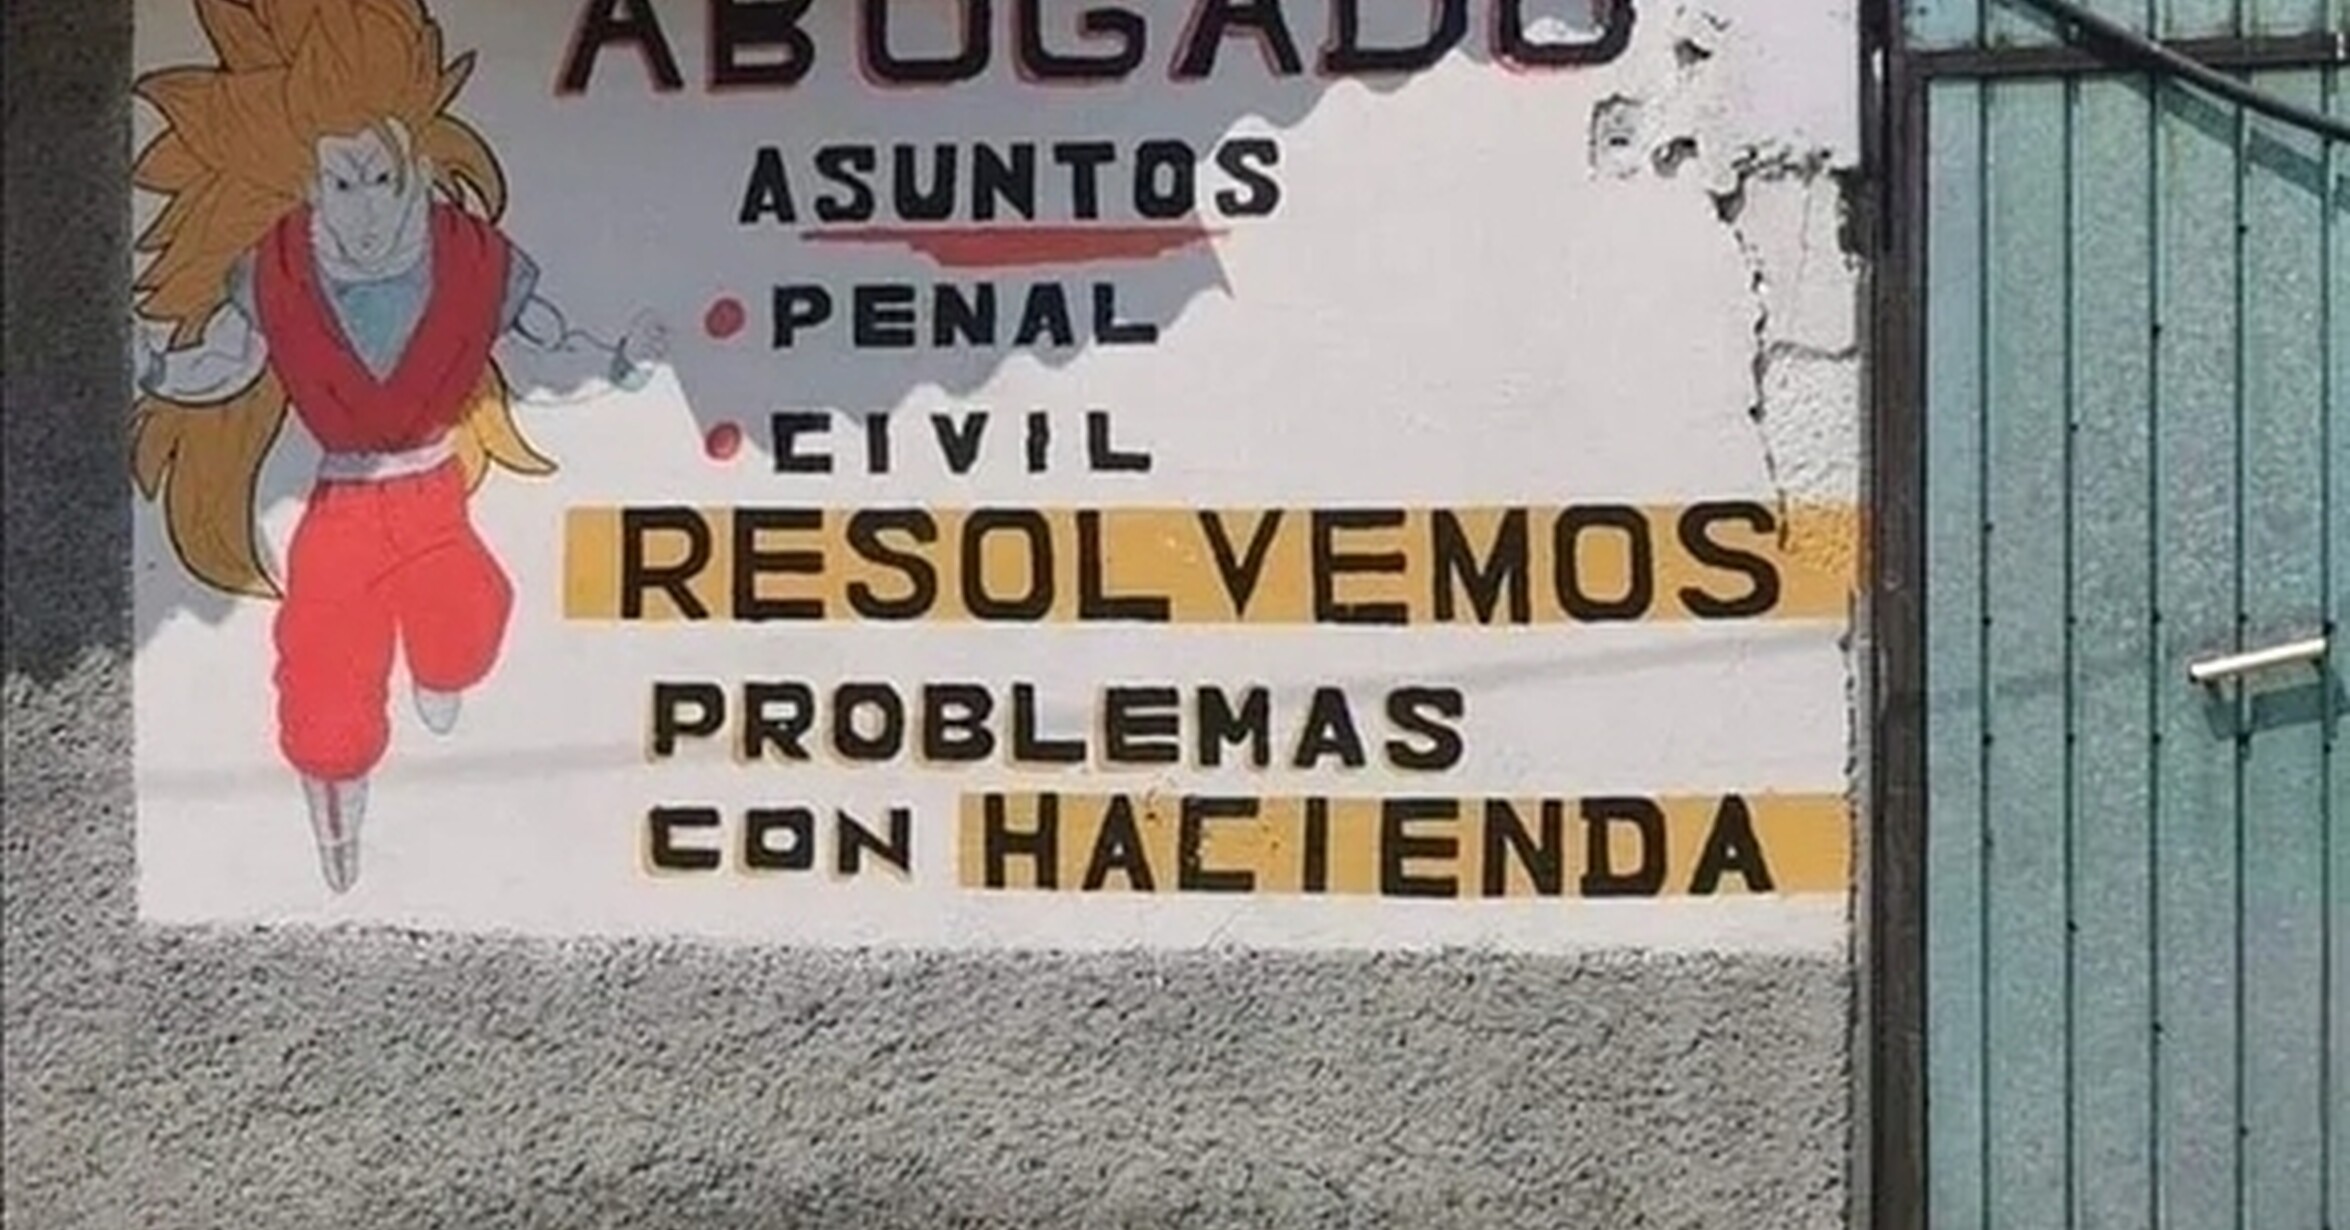 ABOGADO
ASUNTOS
• PENAL
• CIVIL
RESOLVEMOS
PROBLEMAS
CON HACIENDA